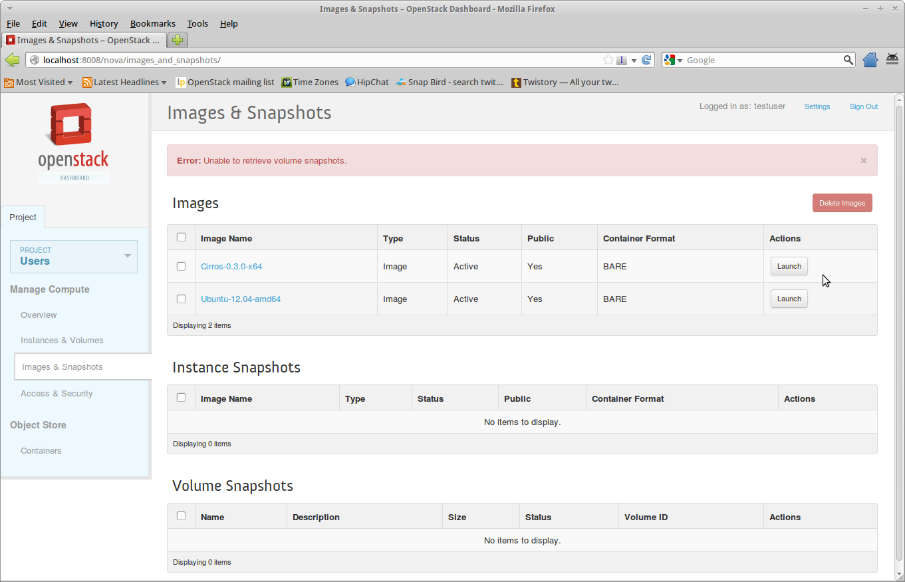 Images & Snapshots – OpenStack Dashboard - Mozilla Firefox
File Edit View History Bookmarks Tools Help
Images & Snapshots – OpenStack ...
localhost:8008/nova/images_and_snapshots/
Google
Most Visited
Latest Headlines
OpenStack mailing list
Time Zones
HipChat
Snap Bird - search twit...
Twistory — All your tw...
openstack
DASHBOARD
Project
PROJECT
Users
Manage Compute
Overview
Instances & Volumes
Images & Snapshots
Access & Security
Object Store
Containers
Images & Snapshots
Logged in as: testuser Settings Sign Out
Error: Unable to retrieve volume snapshots. ×
Images
Delete Images
Image Name Type Status Public Container Format Actions
Cirros-0.3.0-x64 Image Active Yes BARE Launch
Ubuntu-12.04-amd64 Image Active Yes BARE Launch
Displaying 2 items
Instance Snapshots
Image Name Type Status Public Container Format Actions
No items to display.
Displaying 0 items
Volume Snapshots
Name Description Size Status Volume ID Actions
No items to display.
Displaying 0 items